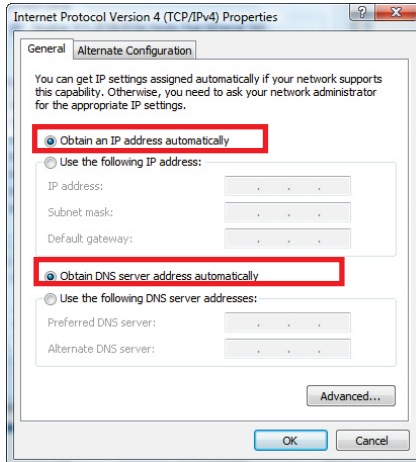 Internet Protocol Version 4 (TCP/IPv4) Properties
General
Alternate Configuration
You can get IP settings assigned automatically if your network supports
this capability. Otherwise, you need to ask your network administrator
for the appropriate IP settings.
Obtain an IP address automatically
Use the following IP address:
IP address:
Subnet mask:
Default gateway:
Obtain DNS server address automatically
Use the following DNS server addresses:
Preferred DNS server:
Alternate DNS server:
Advanced...
OK
Cancel